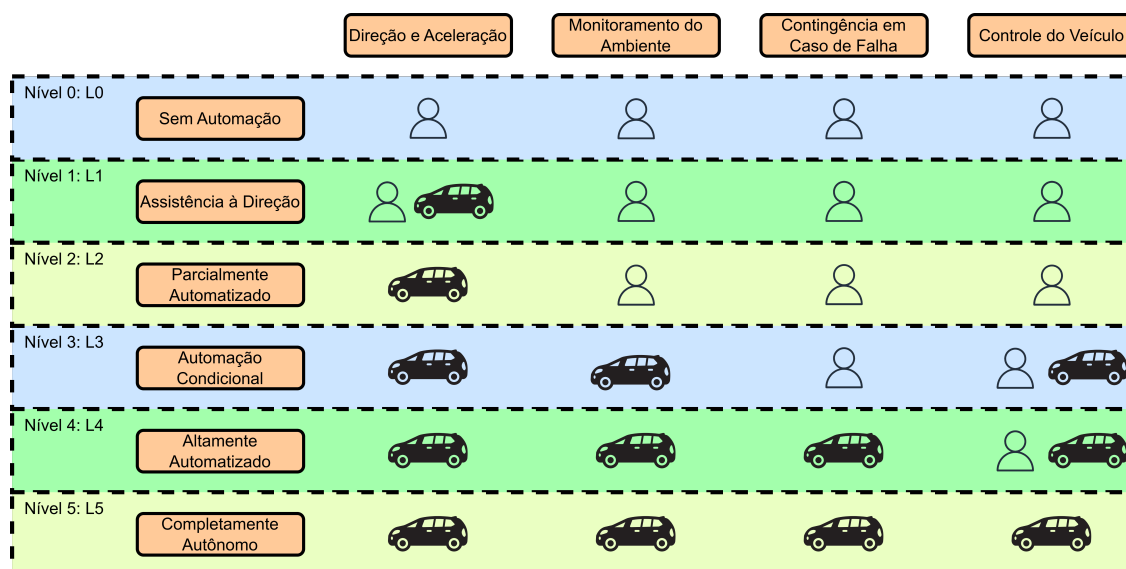 Direção e Aceleração
Monitoramento do
Ambiente
Contingência em
Caso de Falha
Controle do Veículo
Nível 0: L0
Sem Automação
Nível 1: L1
Assistência à Direção
Nível 2: L2
Parcialmente
Automatizado
Nível 3: L3
Automação
Condicional
Nível 4: L4
Altamente
Automatizado
Nível 5: L5
Completamente
Autônomo